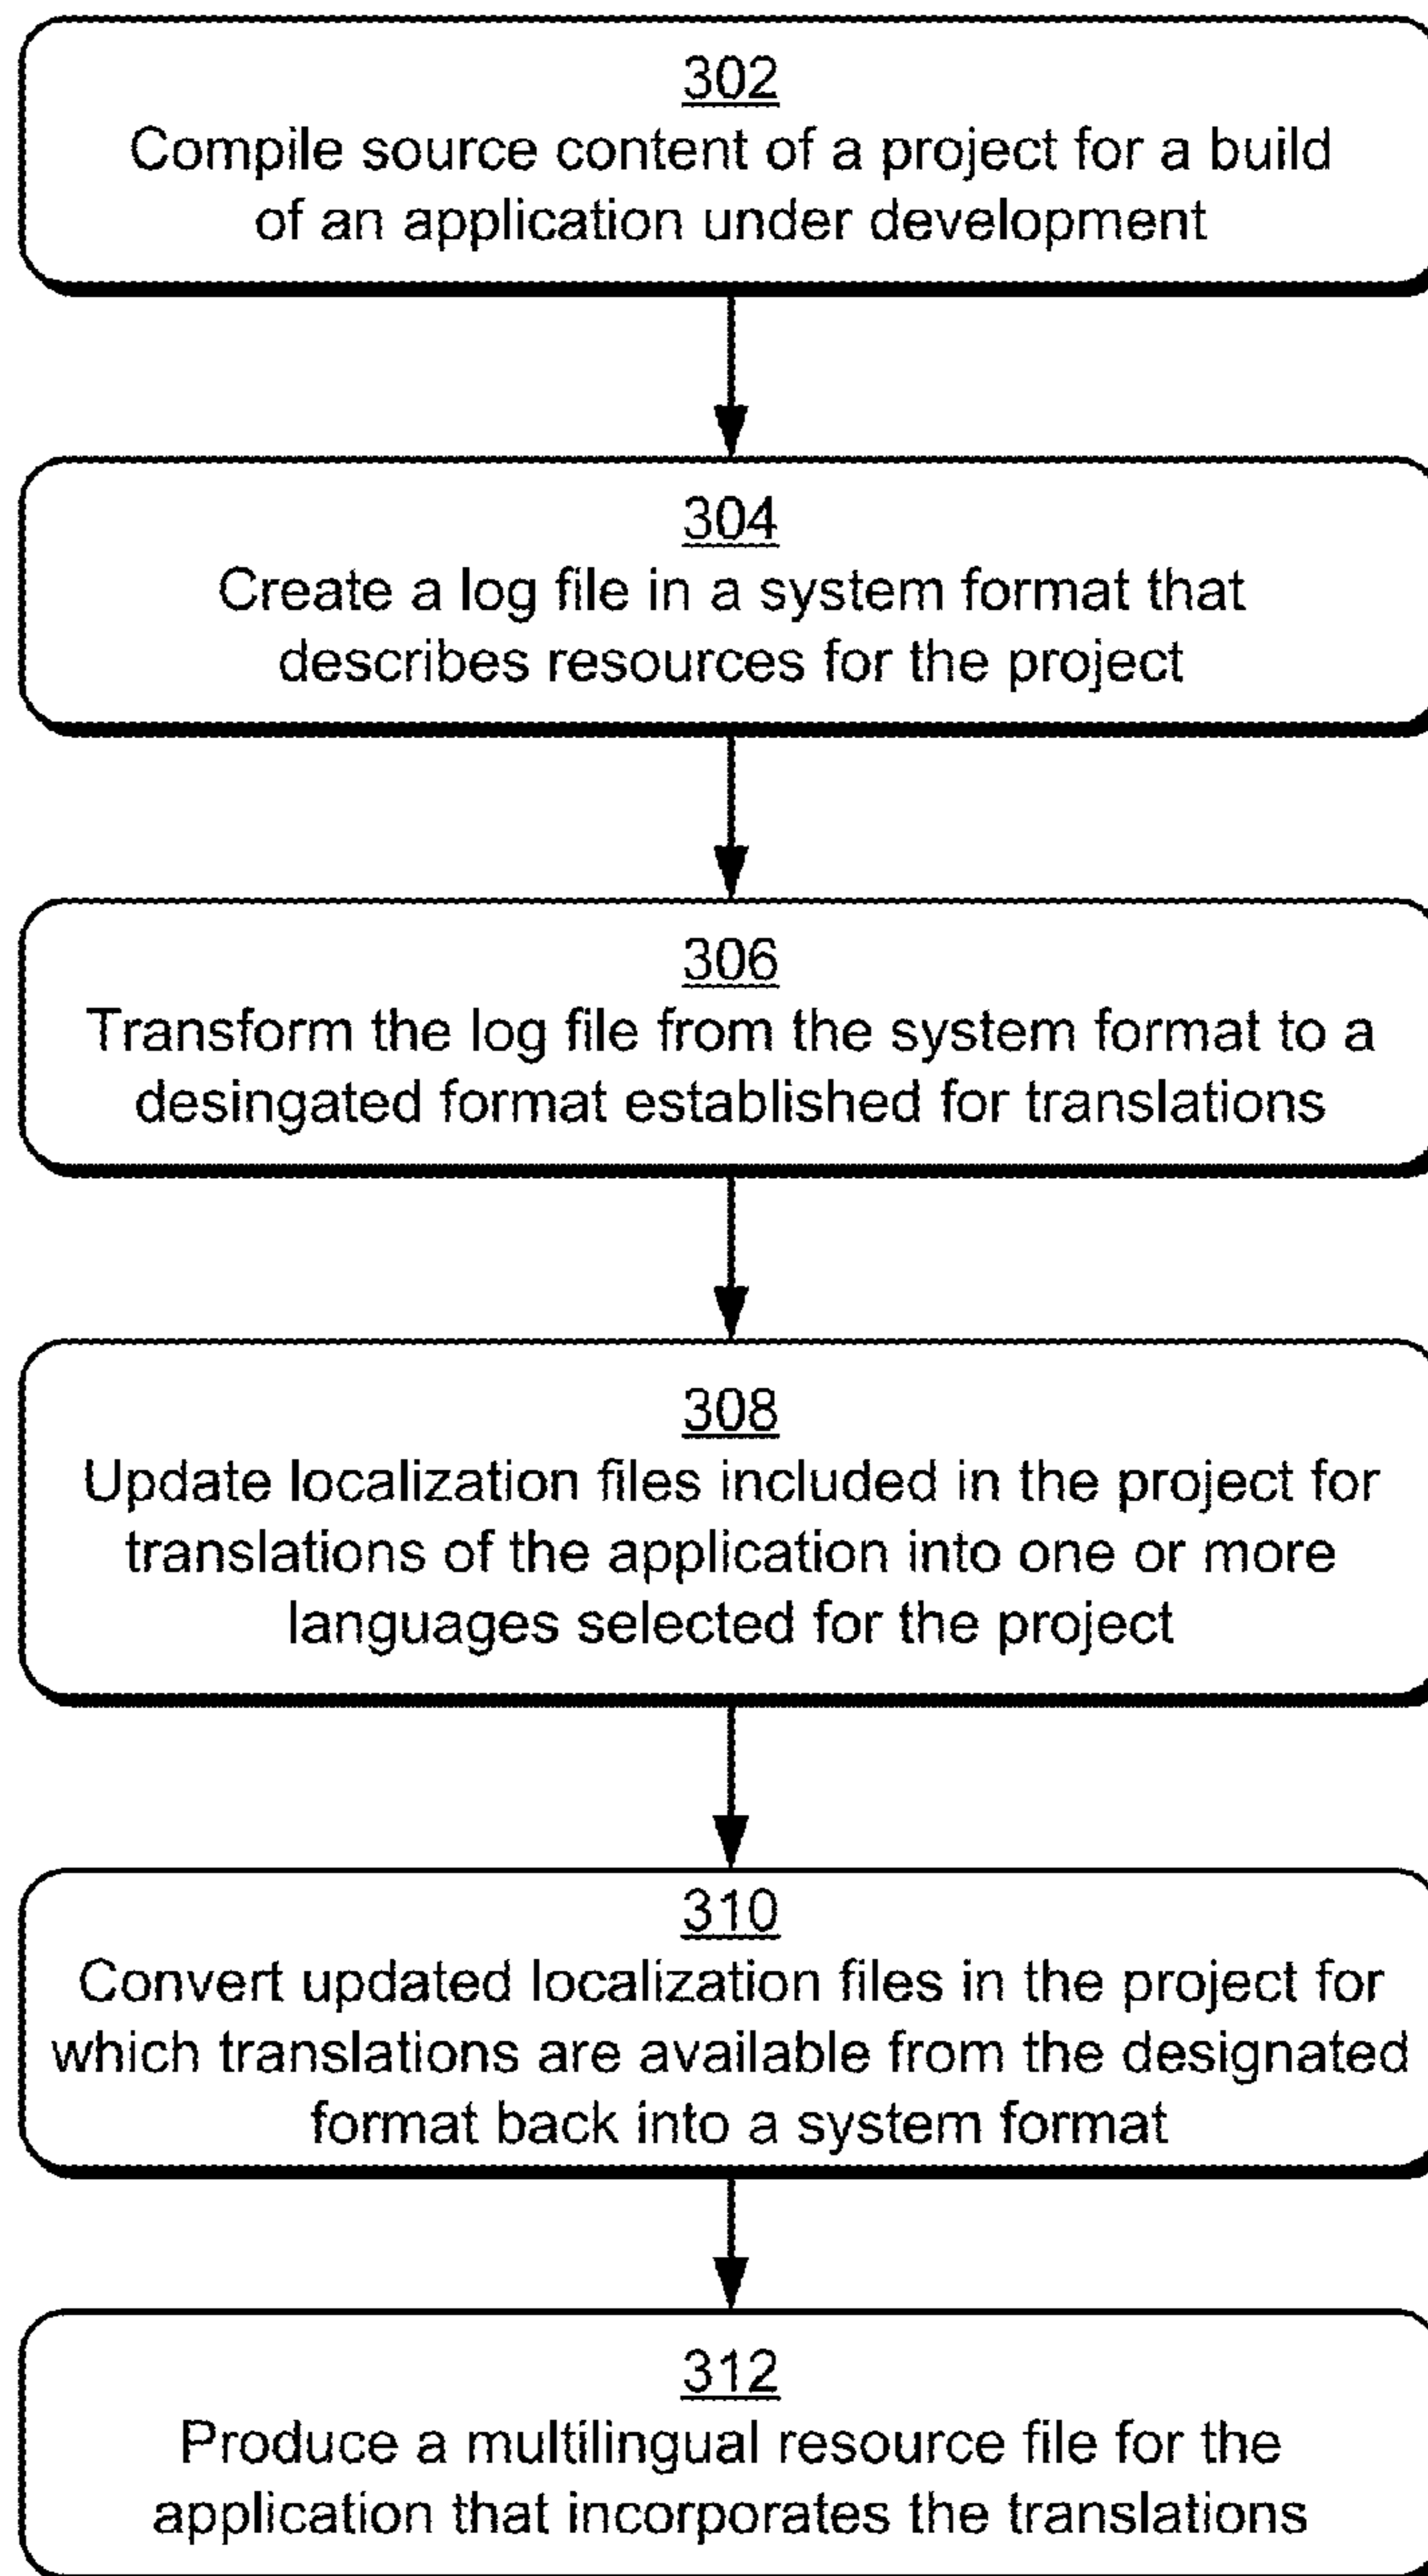 302
Compile source content of a project for a build
of an application under development
304
Create a log file in a system format that
describes resources for the project
306
Transform the log file from the system format to a
desingated format established for translations
308
Update localization files included in the project for
translations of the application into one or more
languages selected for the project
310
Convert updated localization files in the project for
which translations are available from the designated
format back into a system format
312
Produce a multilingual resource file for the
application that incorporates the translations